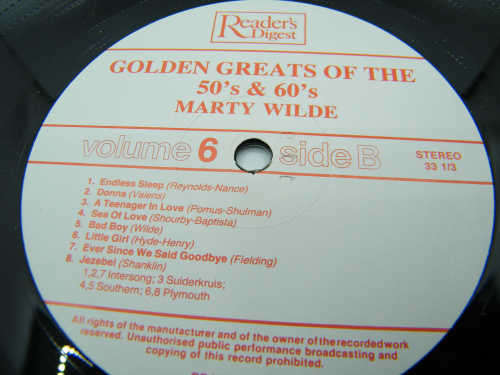 Reader's
Digest
GOLDEN GREATS OF THE
50's & 60's
MARTY WILDE
volume 6 side B STEREO
33 1/3
1. Endless Sleep (Reynolds-Nance)
2. Donna (Valens)
3. A Teenager In Love (Pomus-Shulman)
4. Sea Of Love (Shourby-Baptista)
5. Bad Boy (Wilde)
6. Little Girl (Hyde-Henry)
7. Ever Since We Said Goodbye (Fielding)
8. Jezebel (Shanklin)
1,2,7 Intersong; 3 Suiderkruis;
4,5 Southern; 6,8 Plymouth
All rights of the manufacturer and of the owner of the recorded work
reserved. Unauthorised public performance broadcasting and
copying of this record prohibited.